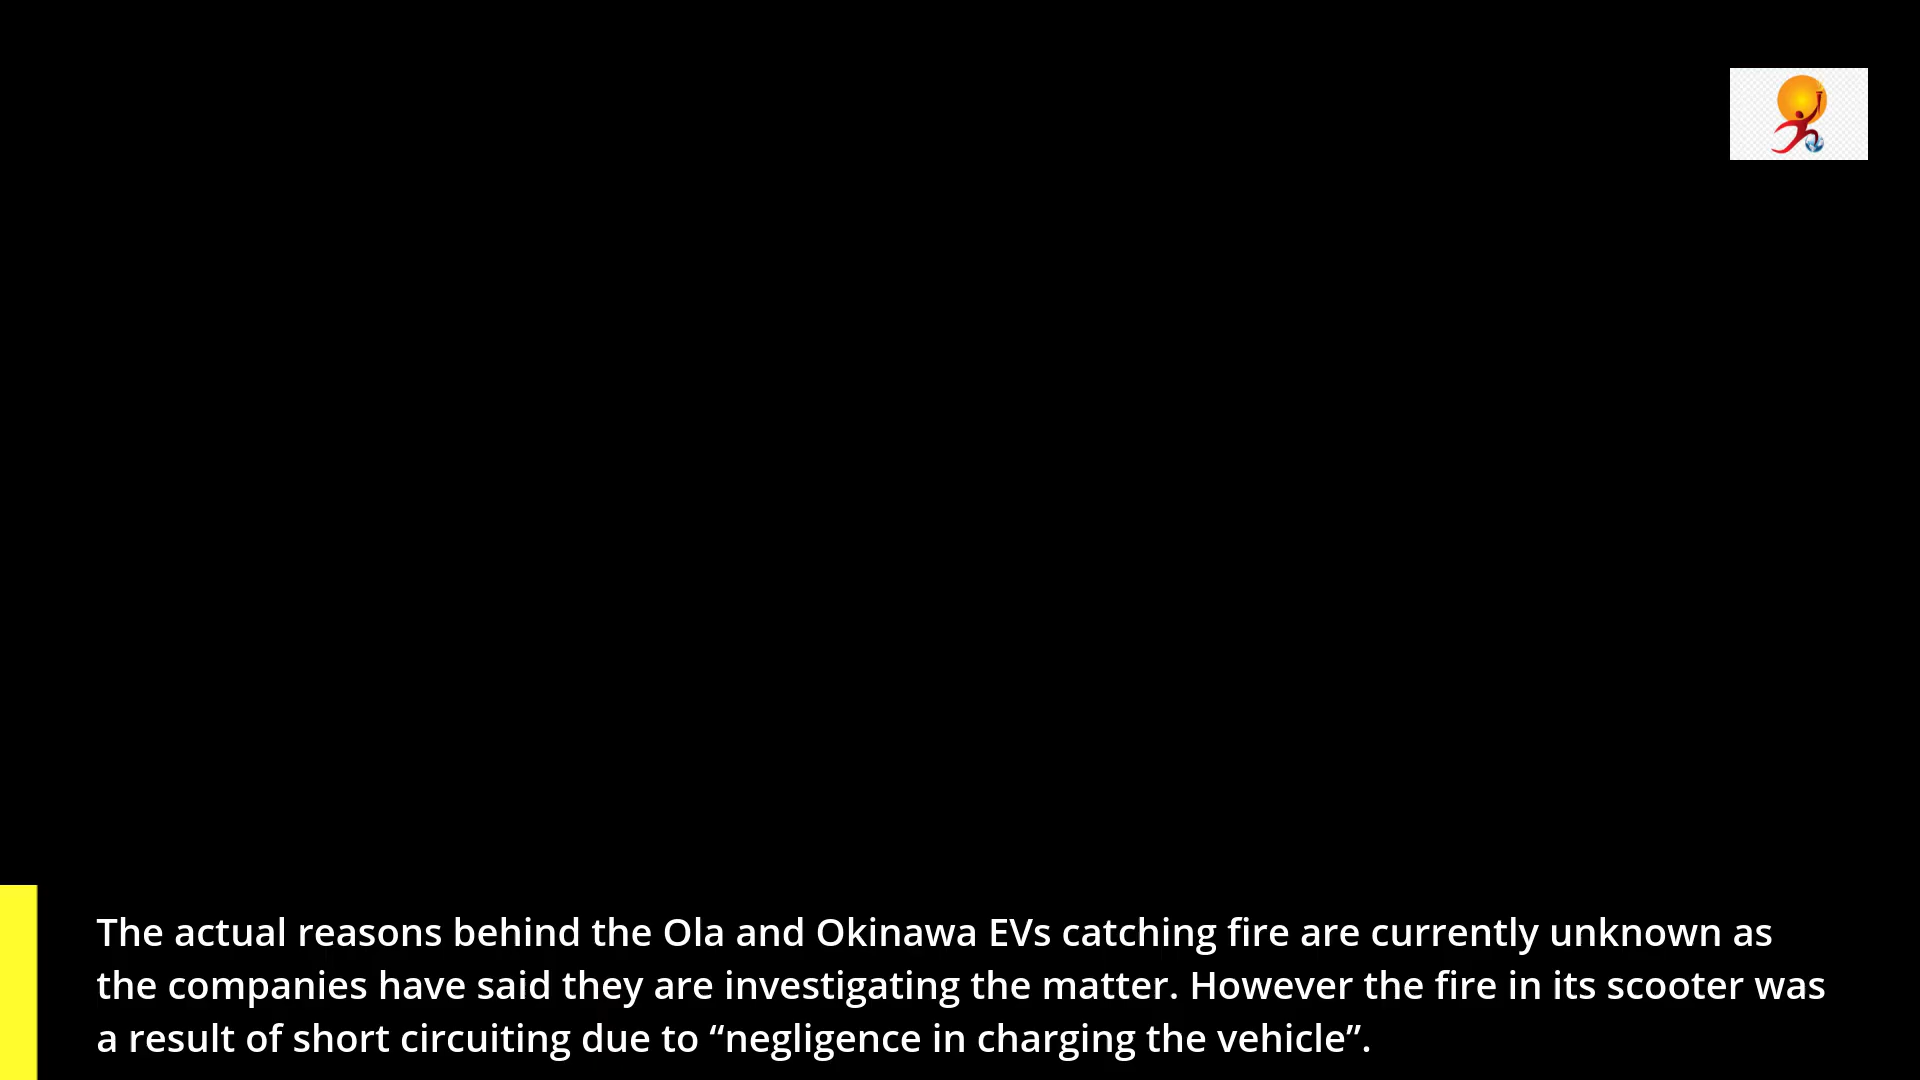 The actual reasons behind the Ola and Okinawa EVs catching fire are currently unknown as
the companies have said they are investigating the matter. However the fire in its scooter was
a result of short circuiting due to “negligence in charging the vehicle”.